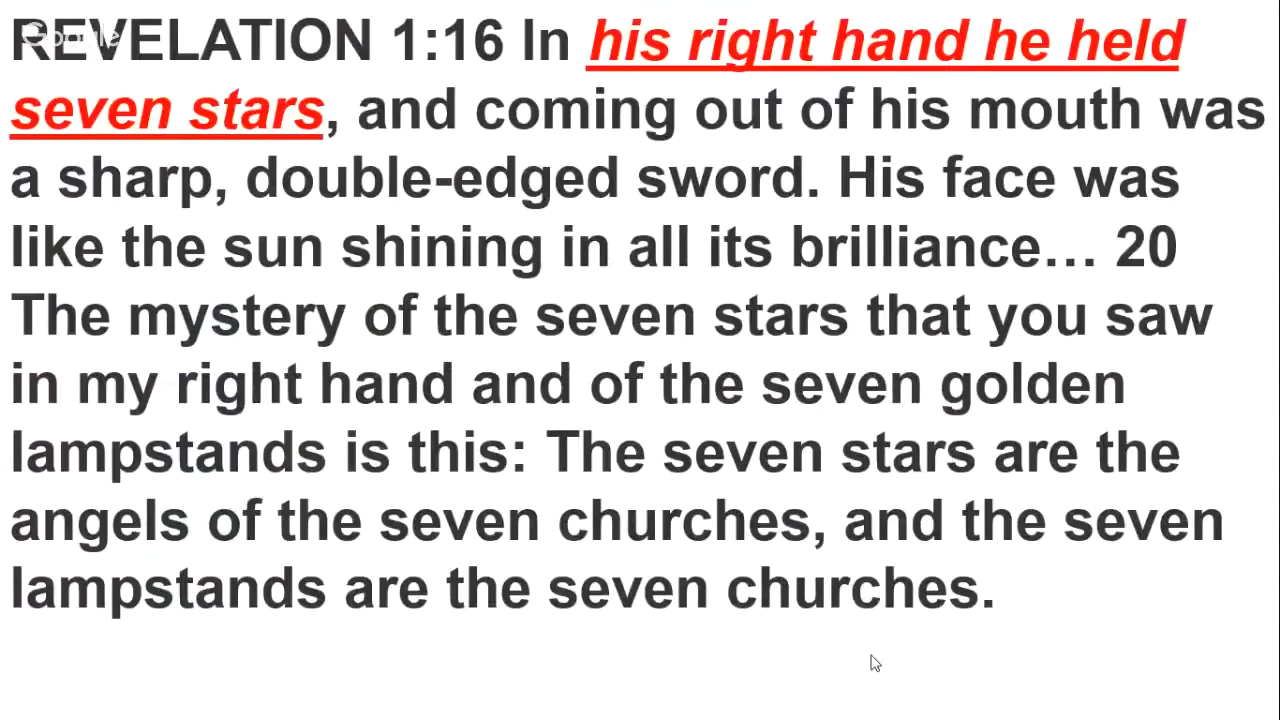 REVELATION 1:16 In his right hand he held
seven stars, and coming out of his mouth was
a sharp, double-edged sword. His face was
like the sun shining in all its brilliance… 20
The mystery of the seven stars that you saw
in my right hand and of the seven golden
lampstands is this: The seven stars are the
angels of the seven churches, and the seven
lampstands are the seven churches.
Google